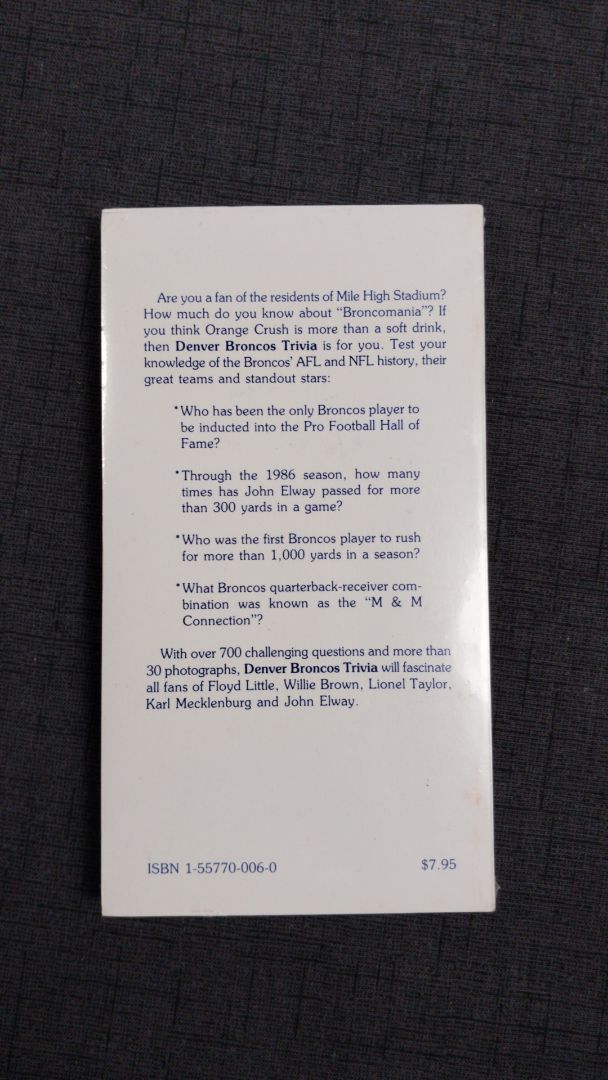 Are you a fan of the residents of Mile High Stadium?
How much do you know about “Broncomania”? If
you think Orange Crush is more than a soft drink,
then Denver Broncos Trivia is for you. Test your
knowledge of the Broncos’ AFL and NFL history, their
great teams and standout stars:
*Who has been the only Broncos player to
be inducted into the Pro Football Hall of
Fame?
*Through the 1986 season, how many
times has John Elway passed for more
than 300 yards in a game?
*Who was the first Broncos player to rush
for more than 1,000 yards in a season?
*What Broncos quarterback-receiver com-
bination was known as the “M & M
Connection”?
With over 700 challenging questions and more than
30 photographs, Denver Broncos Trivia will fascinate
all fans of Floyd Little, Willie Brown, Lionel Taylor,
Karl Mecklenburg and John Elway.
ISBN 1-55770-006-0 $7.95